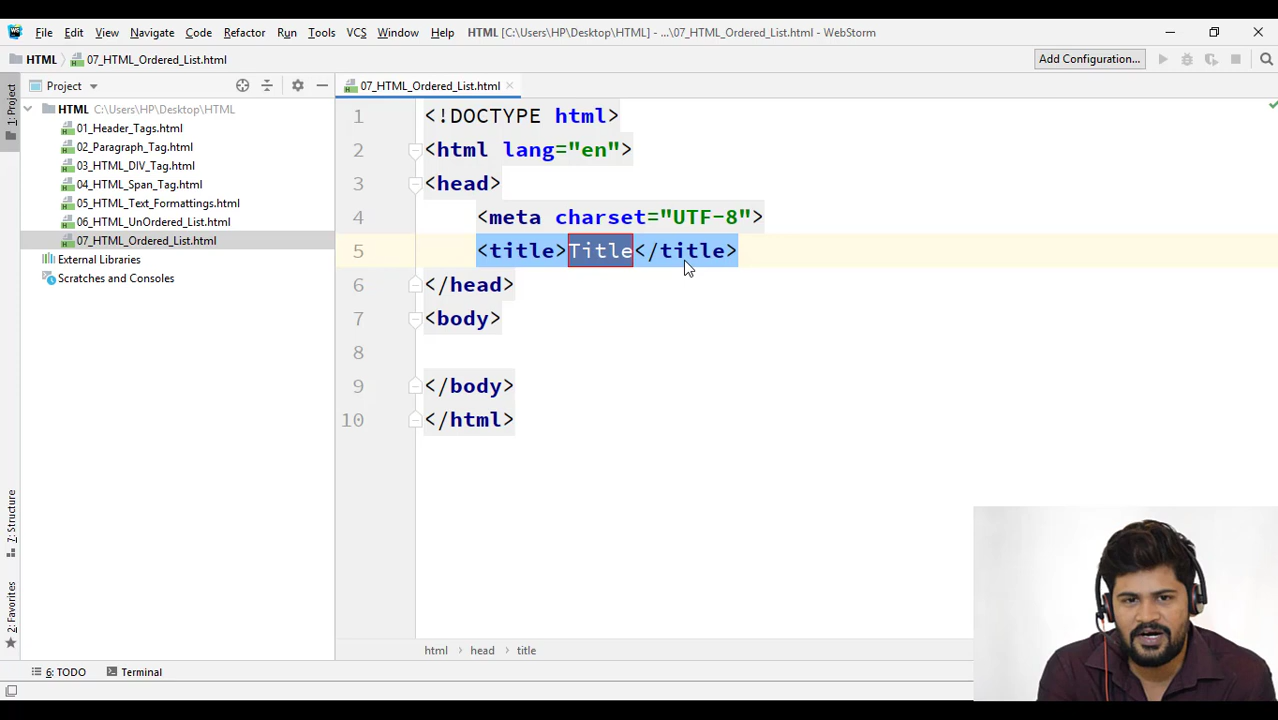 File Edit View Navigate Code Refactor Run Tools VCS Window Help HTML [C:\Users\HP\Desktop\HTML] - ...\07_HTML_Ordered_List.html - WebStorm
HTML 07_HTML_Ordered_List.html Add Configuration...
1: Project
Project
07_HTML_Ordered_List.html
HTML C:\Users\HP\Desktop\HTML
01_Header_Tags.html
02_Paragraph_Tag.html
03_HTML_DIV_Tag.html
04_HTML_Span_Tag.html
05_HTML_Text_Formattings.html
06_HTML_UnOrdered_List.html
07_HTML_Ordered_List.html
External Libraries
Scratches and Consoles
1 <!DOCTYPE html>
2 <html lang="en">
3 <head>
4 <meta charset="UTF-8">
5 <title>Title</title>
6 </head>
7 <body>
8
9 </body>
10 </html>
7: Structure
2: Favorites
html head title
6: TODO Terminal